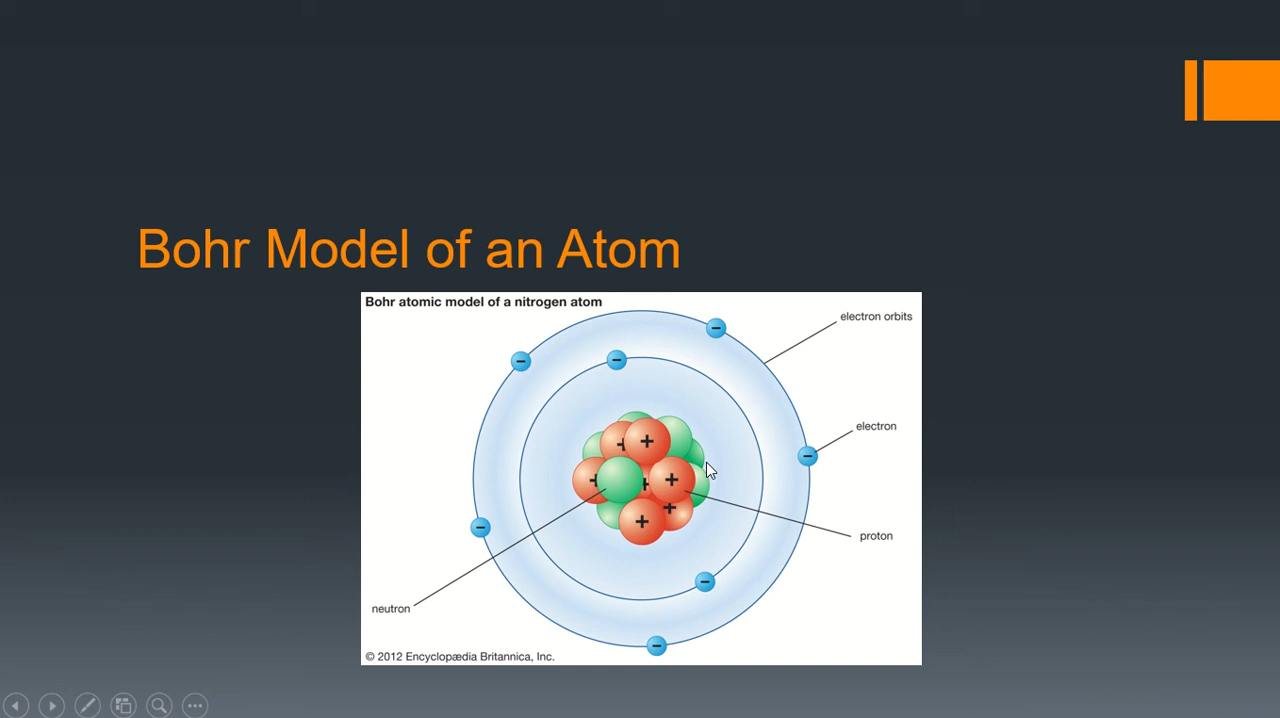 Bohr Model of an Atom
Bohr atomic model of a nitrogen atom
electron orbits
electron
proton
neutron
© 2012 Encyclopædia Britannica, Inc.